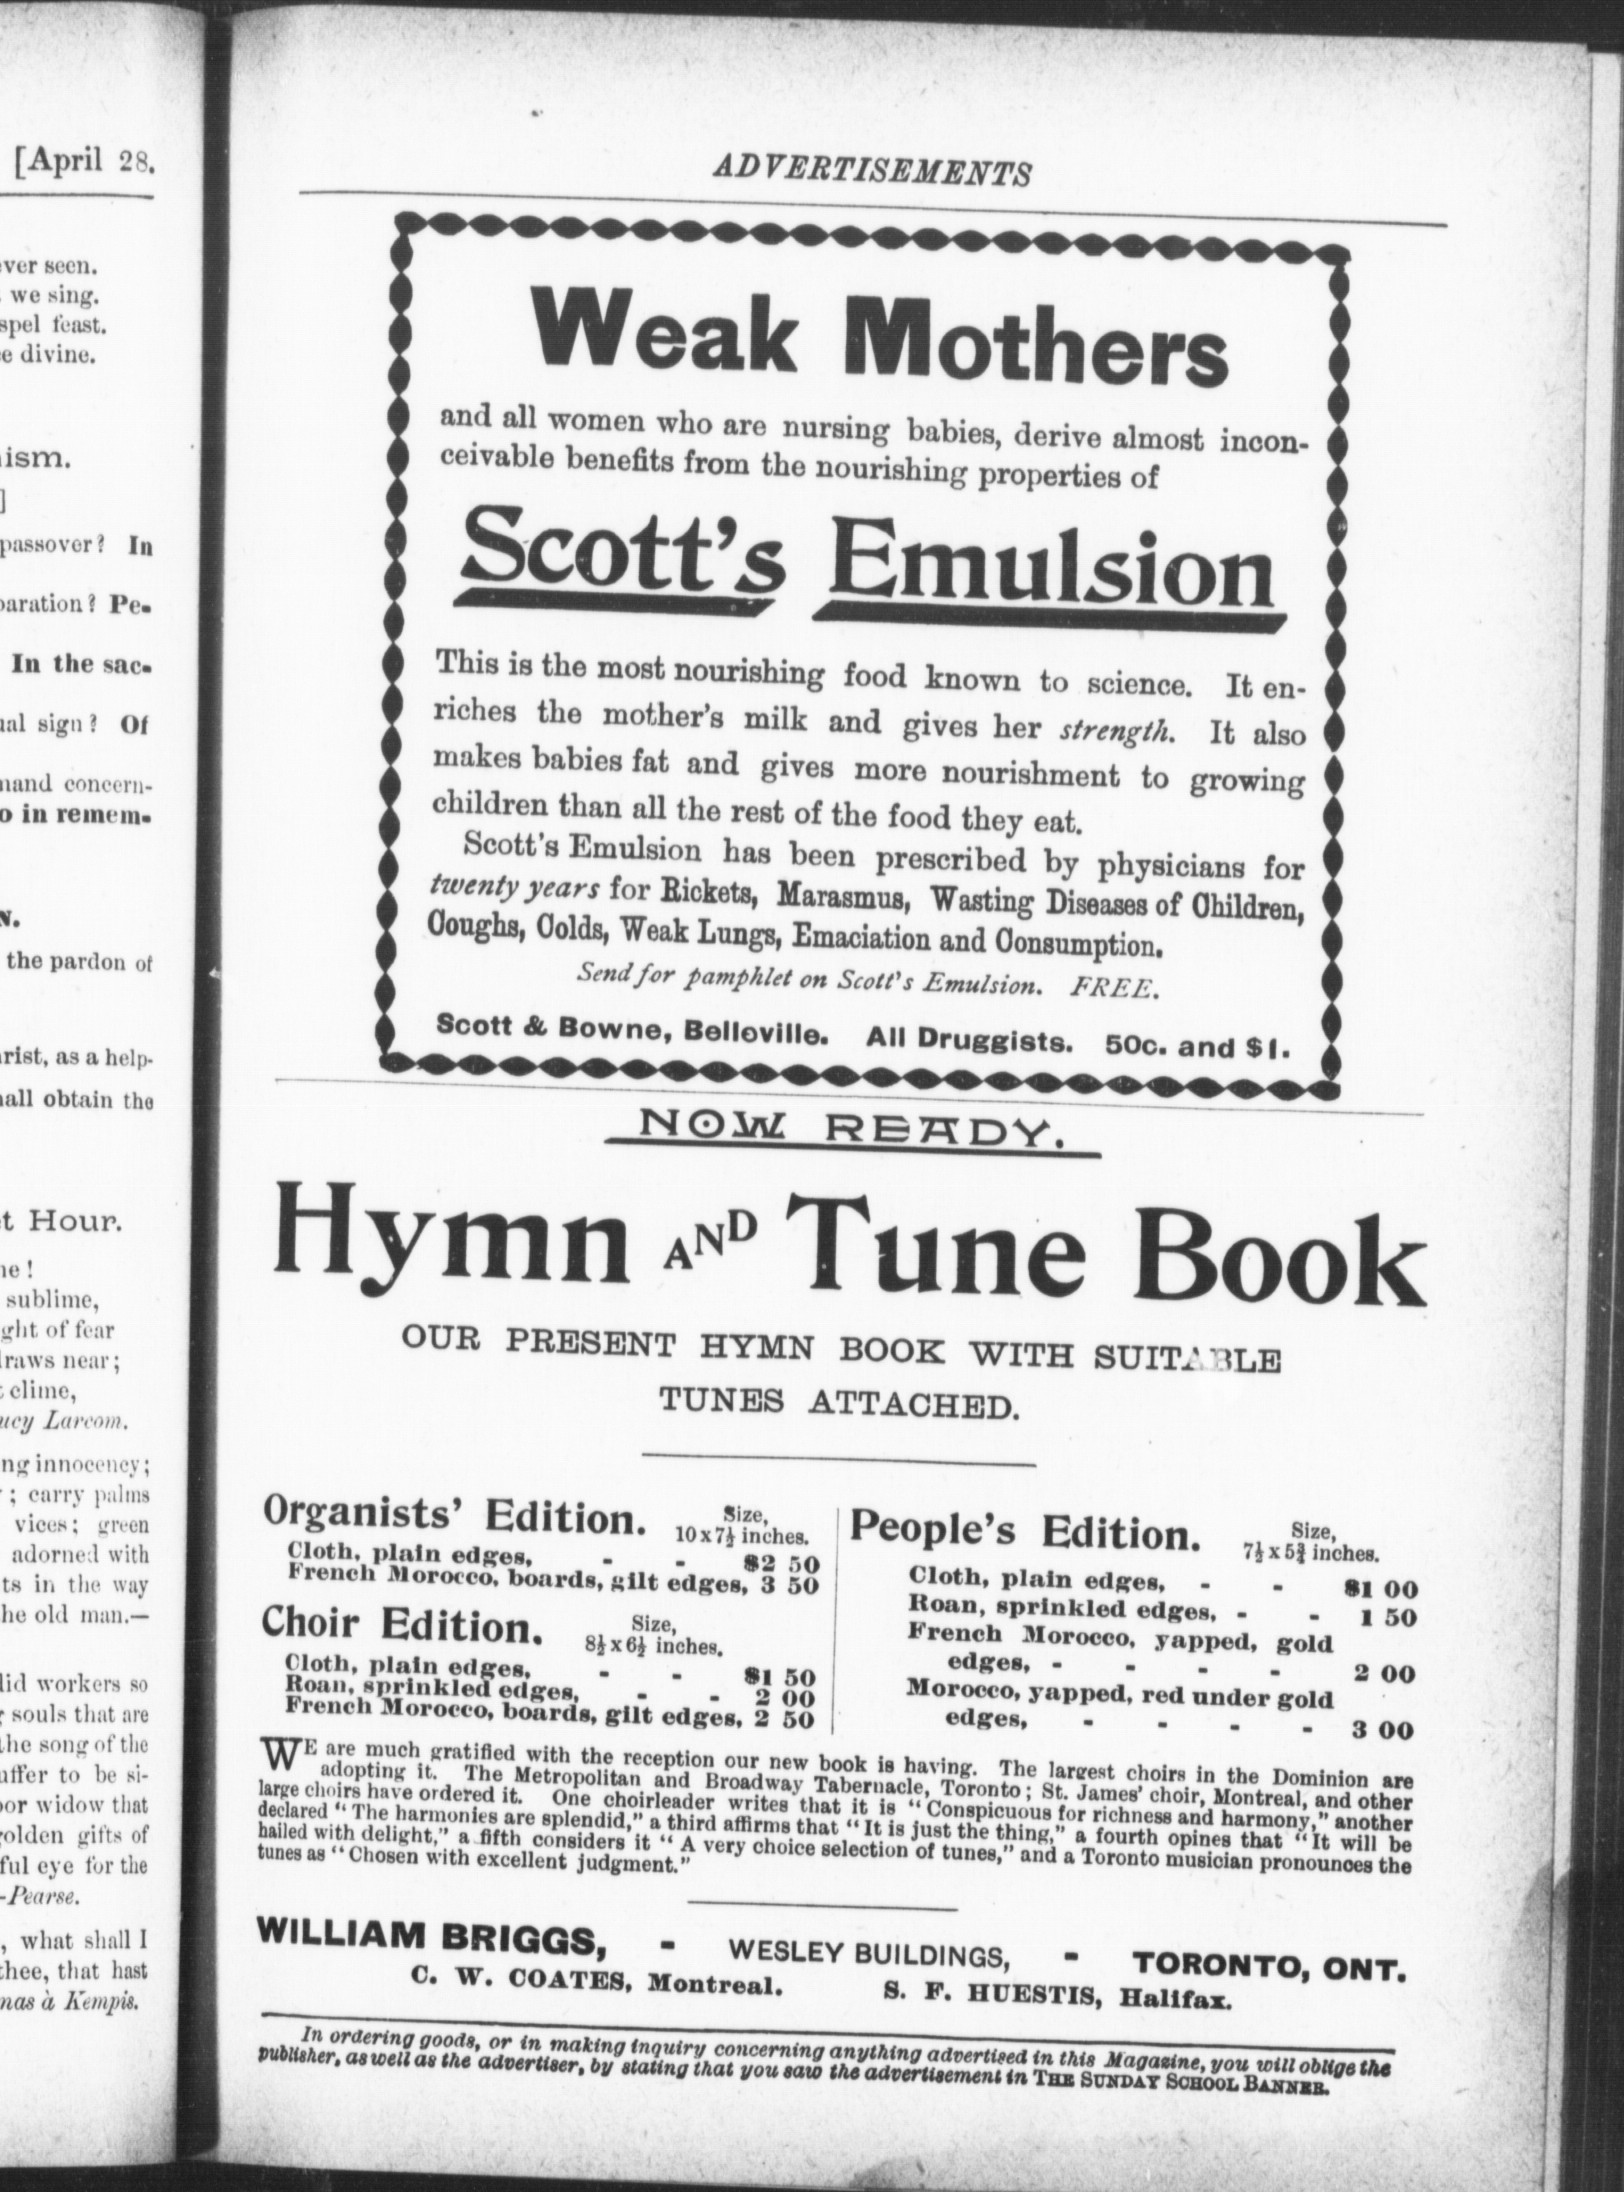 [April 28.
ever seen.
we sing.
spel feast.
e divine.
ism.
]
passover? In
paration? Pe-
In the sac-
ual sign? Of
mand concern-
o in remem-
N.
the pardon of
rist, as a help-
hall obtain the
t Hour.
ne!
sublime,
ght of fear
draws near;
clime,
ucy Larcom.
ng innocency;
; carry palms
vices; green
adorned with
ts in the way
he old man.—
did workers so
souls that are
the song of the
uffer to be si-
oor widow that
golden gifts of
ful eye for the
-Pearse.
, what shall I
thee, that hast
mas à Kempis.
ADVERTISEMENTS
Weak Mothers
and all women who are nursing babies, derive almost incon-
ceivable benefits from the nourishing properties of
Scott's Emulsion
This is the most nourishing food known to science. It en-
riches the mother's milk and gives her strength. It also
makes babies fat and gives more nourishment to growing
children than all the rest of the food they eat.
Scott's Emulsion has been prescribed by physicians for
twenty years for Rickets, Marasmus, Wasting Diseases of Children,
Coughs, Colds, Weak Lungs, Emaciation and Consumption.
Send for pamphlet on Scott's Emulsion. FREE.
Scott & Bowne, Belleville. All Druggists. 50c. and $1.
NOW READY.
Hymn AND Tune Book
OUR PRESENT HYMN BOOK WITH SUITABLE
TUNES ATTACHED.
Organists' Edition. Size, 10 x 7½ inches.
Cloth, plain edges, - - $2 50
French Morocco, boards, gilt edges, 3 50
Choir Edition. Size, 8½ x 6½ inches.
Cloth, plain edges, - - $1 50
Roan, sprinkled edges, - - 2 00
French Morocco, boards, gilt edges, 2 50
People's Edition. Size, 7½ x 5¾ inches.
Cloth, plain edges, - - $1 00
Roan, sprinkled edges, - - 1 50
French Morocco, yapped, gold
edges, - - - - 2 00
Morocco, yapped, red under gold
edges, - - - - 3 00
WE are much gratified with the reception our new book is having. The largest choirs in the Dominion are
adopting it. The Metropolitan and Broadway Tabernacle, Toronto; St. James' choir, Montreal, and other
large choirs have ordered it. One choirleader writes that it is "Conspicuous for richness and harmony," another
declared "The harmonies are splendid," a third affirms that "It is just the thing," a fourth opines that "It will be
hailed with delight," a fifth considers it "A very choice selection of tunes," and a Toronto musician pronounces the
tunes as "Chosen with excellent judgment."
WILLIAM BRIGGS, - WESLEY BUILDINGS, - TORONTO, ONT.
C. W. COATES, Montreal. S. F. HUESTIS, Halifax.
In ordering goods, or in making inquiry concerning anything advertised in this Magazine, you will oblige the
publisher, as well as the advertiser, by stating that you saw the advertisement in THE SUNDAY SCHOOL BANNER.